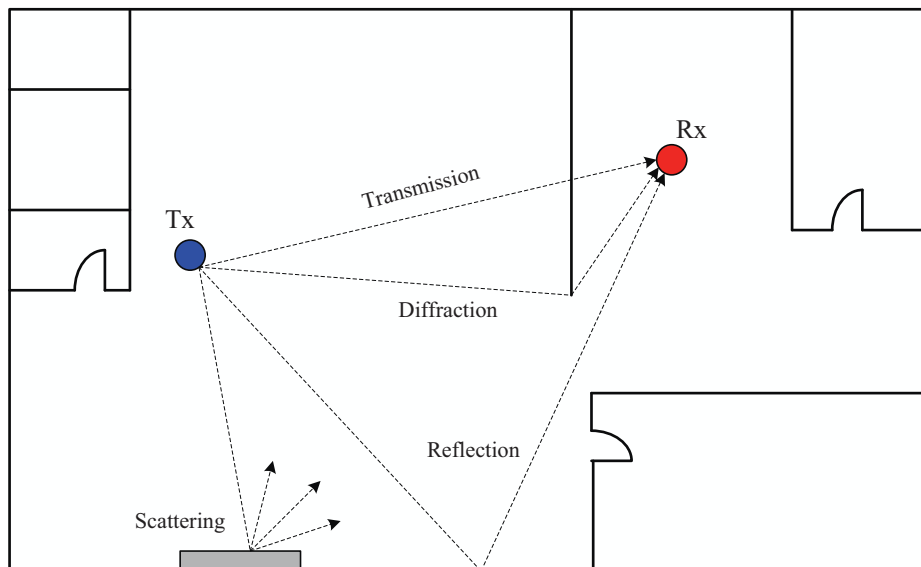 Rx
Transmission
Tx
Diffraction
Reflection
Scattering